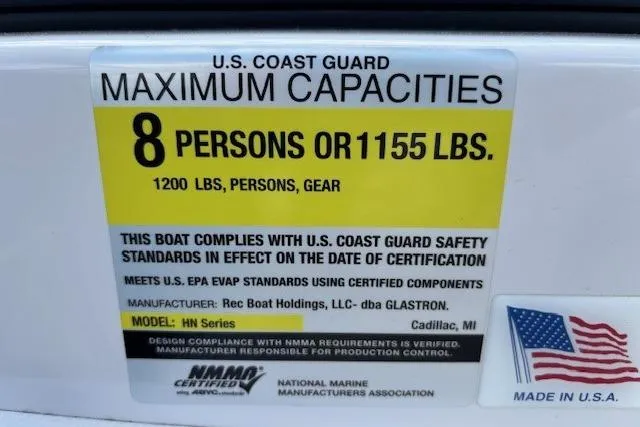 U.S. COAST GUARD
MAXIMUM CAPACITIES
8 PERSONS OR 1155 LBS.
1200 LBS, PERSONS, GEAR
THIS BOAT COMPLIES WITH U.S. COAST GUARD SAFETY
STANDARDS IN EFFECT ON THE DATE OF CERTIFICATION
MEETS U.S. EPA EVAP STANDARDS USING CERTIFIED COMPONENTS
MANUFACTURER: Rec Boat Holdings, LLC- dba GLASTRON.
MODEL: HN Series Cadillac, MI
DESIGN COMPLIANCE WITH NMMA REQUIREMENTS IS VERIFIED.
MANUFACTURER RESPONSIBLE FOR PRODUCTION CONTROL.
NMMA
CERTIFIED
using ABYC standards
NATIONAL MARINE
MANUFACTURERS ASSOCIATION
MADE IN U.S.A.